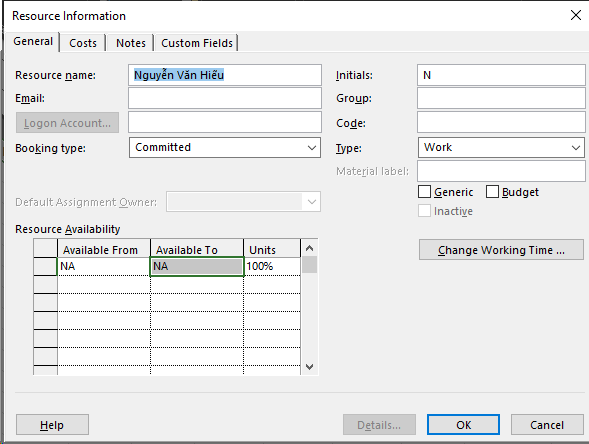 Resource Information
General Costs Notes Custom Fields
Resource name: Nguyễn Văn Hiếu Initials: N
Email: Group:
Logon Account... Code:
Booking type: Committed Type: Work
Material label:
Generic Budget
Default Assignment Owner: Inactive
Resource Availability
Available From Available To Units Change Working Time ...
NA NA 100%
Help Details... OK Cancel